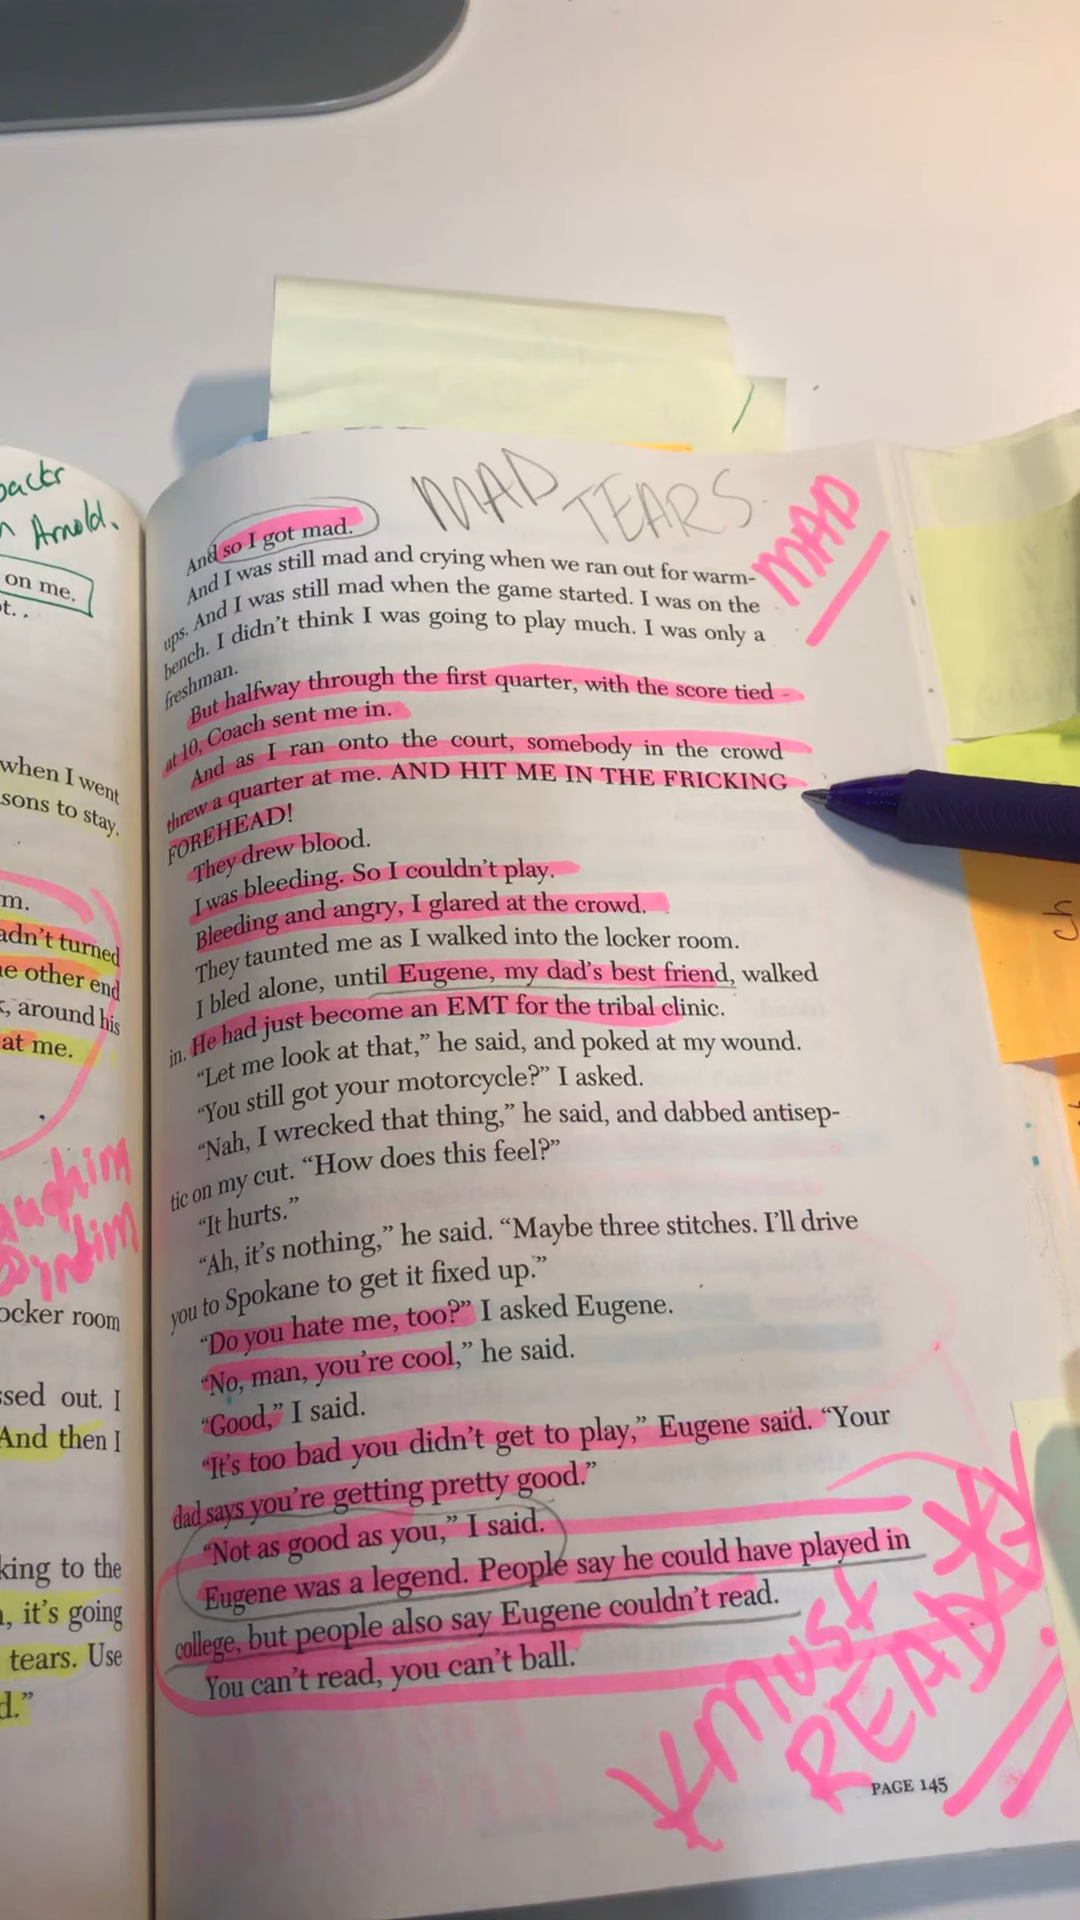 backs
Arnold.
on me.
when I went
sons to stay.
m.
adn't turned
e other end
, around his
at me.
ocker room
ssed out. I
And then I
king to the
, it's going
tears. Use
d."
MAD TEARS.
MAD
And so I got mad.
And I was still mad and crying when we ran out for warm-
ups. And I was still mad when the game started. I was on the
bench. I didn't think I was going to play much. I was only a
freshman.
But halfway through the first quarter, with the score tied
at 10, Coach sent me in.
And as I ran onto the court, somebody in the crowd
threw a quarter at me. AND HIT ME IN THE FRICKING
FOREHEAD!
They drew blood.
I was bleeding. So I couldn't play.
Bleeding and angry, I glared at the crowd.
They taunted me as I walked into the locker room.
I bled alone, until Eugene, my dad's best friend, walked
in. He had just become an EMT for the tribal clinic.
"Let me look at that," he said, and poked at my wound.
"You still got your motorcycle?" I asked.
"Nah, I wrecked that thing," he said, and dabbed antisep-
tic on my cut. "How does this feel?"
"It hurts."
"Ah, it's nothing," he said. "Maybe three stitches. I'll drive
you to Spokane to get it fixed up."
"Do you hate me, too?" I asked Eugene.
"No, man, you're cool," he said.
"Good," I said.
"It's too bad you didn't get to play," Eugene said. "Your
dad says you're getting pretty good."
"Not as good as you," I said.
Eugene was a legend. People say he could have played in
college, but people also say Eugene couldn't read.
You can't read, you can't ball.
must
READ
PAGE 145
ch